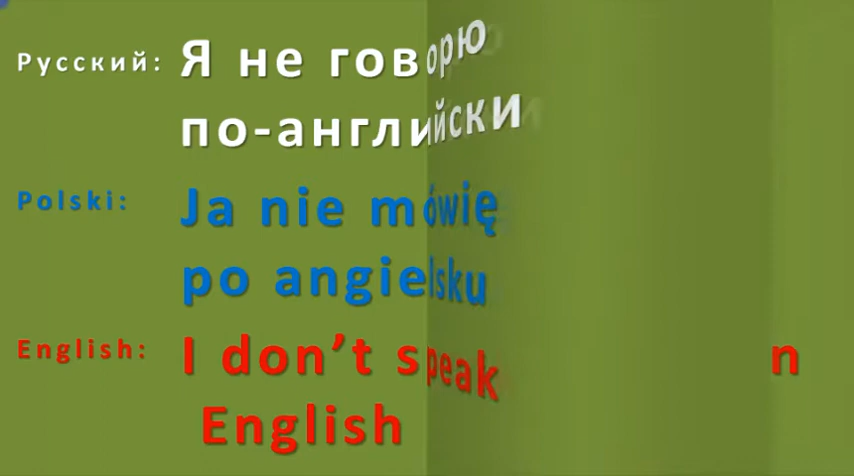 Русский: Я не говорю
по-английски
Polski: Ja nie mówię
po angielsku
English: I don’t speak n
English